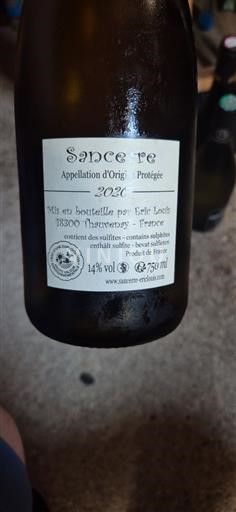 Sancerre
Appellation d'Origine Protégée
2020
Mis en bouteille par Eric Louis
18300 Thauvenay - France
contient des sulfites - contains sulphites
enthält sulfite - bevat sulfieten
Produit de France
14% vol
750 ml
www.sancerre-ericlouis.com